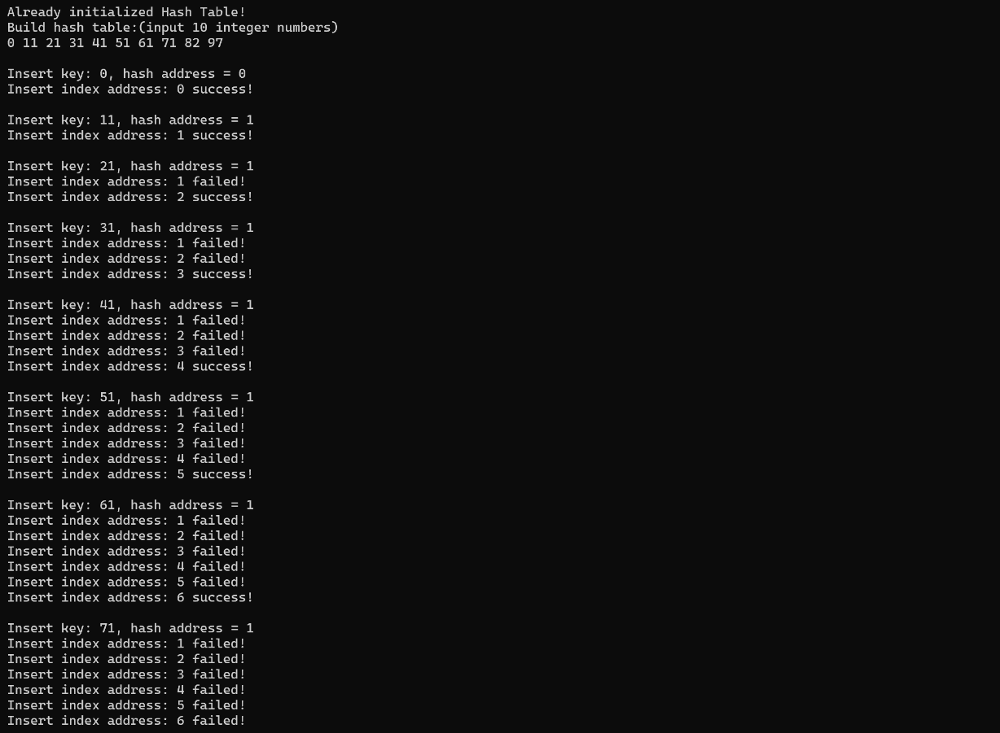 Already initialized Hash Table!
Build hash table:(input 10 integer numbers)
0 11 21 31 41 51 61 71 82 97
Insert key: 0, hash address = 0
Insert index address: 0 success!
Insert key: 11, hash address = 1
Insert index address: 1 success!
Insert key: 21, hash address = 1
Insert index address: 1 failed!
Insert index address: 2 success!
Insert key: 31, hash address = 1
Insert index address: 1 failed!
Insert index address: 2 failed!
Insert index address: 3 success!
Insert key: 41, hash address = 1
Insert index address: 1 failed!
Insert index address: 2 failed!
Insert index address: 3 failed!
Insert index address: 4 success!
Insert key: 51, hash address = 1
Insert index address: 1 failed!
Insert index address: 2 failed!
Insert index address: 3 failed!
Insert index address: 4 failed!
Insert index address: 5 success!
Insert key: 61, hash address = 1
Insert index address: 1 failed!
Insert index address: 2 failed!
Insert index address: 3 failed!
Insert index address: 4 failed!
Insert index address: 5 failed!
Insert index address: 6 success!
Insert key: 71, hash address = 1
Insert index address: 1 failed!
Insert index address: 2 failed!
Insert index address: 3 failed!
Insert index address: 4 failed!
Insert index address: 5 failed!
Insert index address: 6 failed!